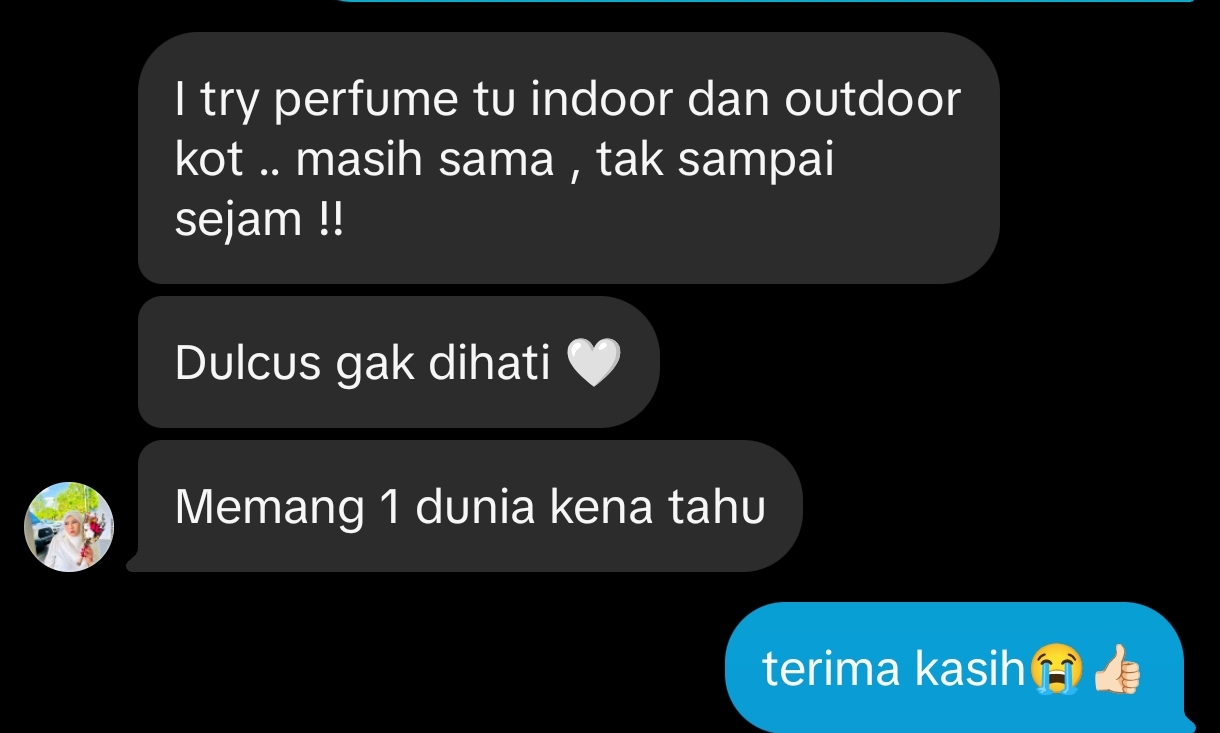 I try perfume tu indoor dan outdoor
kot .. masih sama , tak sampai
sejam !!
Dulcus gak dihati 🤍
Memang 1 dunia kena tahu
terima kasih😭👍🏻